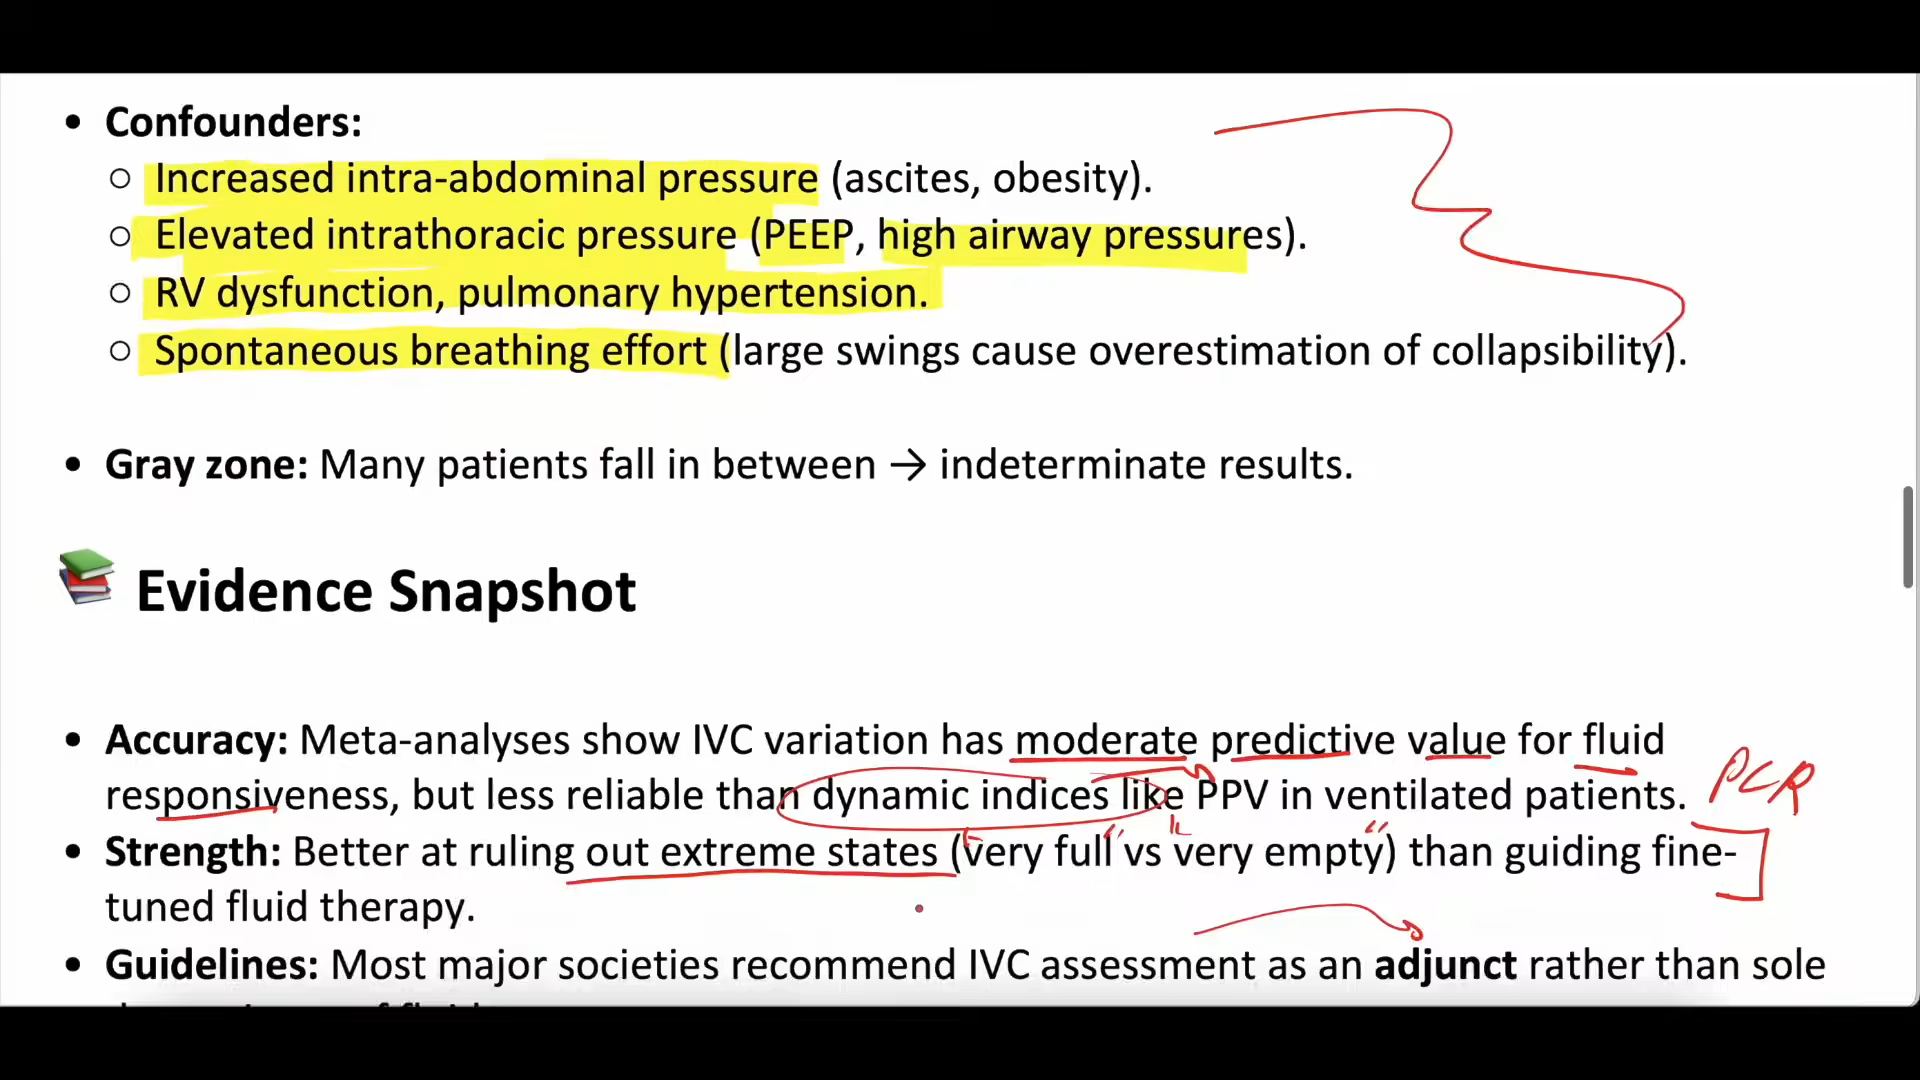 • Confounders:
○ Increased intra-abdominal pressure (ascites, obesity).
○ Elevated intrathoracic pressure (PEEP, high airway pressures).
○ RV dysfunction, pulmonary hypertension.
○ Spontaneous breathing effort (large swings cause overestimation of collapsibility).
• Gray zone: Many patients fall in between → indeterminate results.
Evidence Snapshot
• Accuracy: Meta-analyses show IVC variation has moderate predictive value for fluid
responsiveness, but less reliable than dynamic indices like PPV in ventilated patients.
• Strength: Better at ruling out extreme states (very full vs very empty) than guiding fine-
tuned fluid therapy.
• Guidelines: Most major societies recommend IVC assessment as an adjunct rather than sole